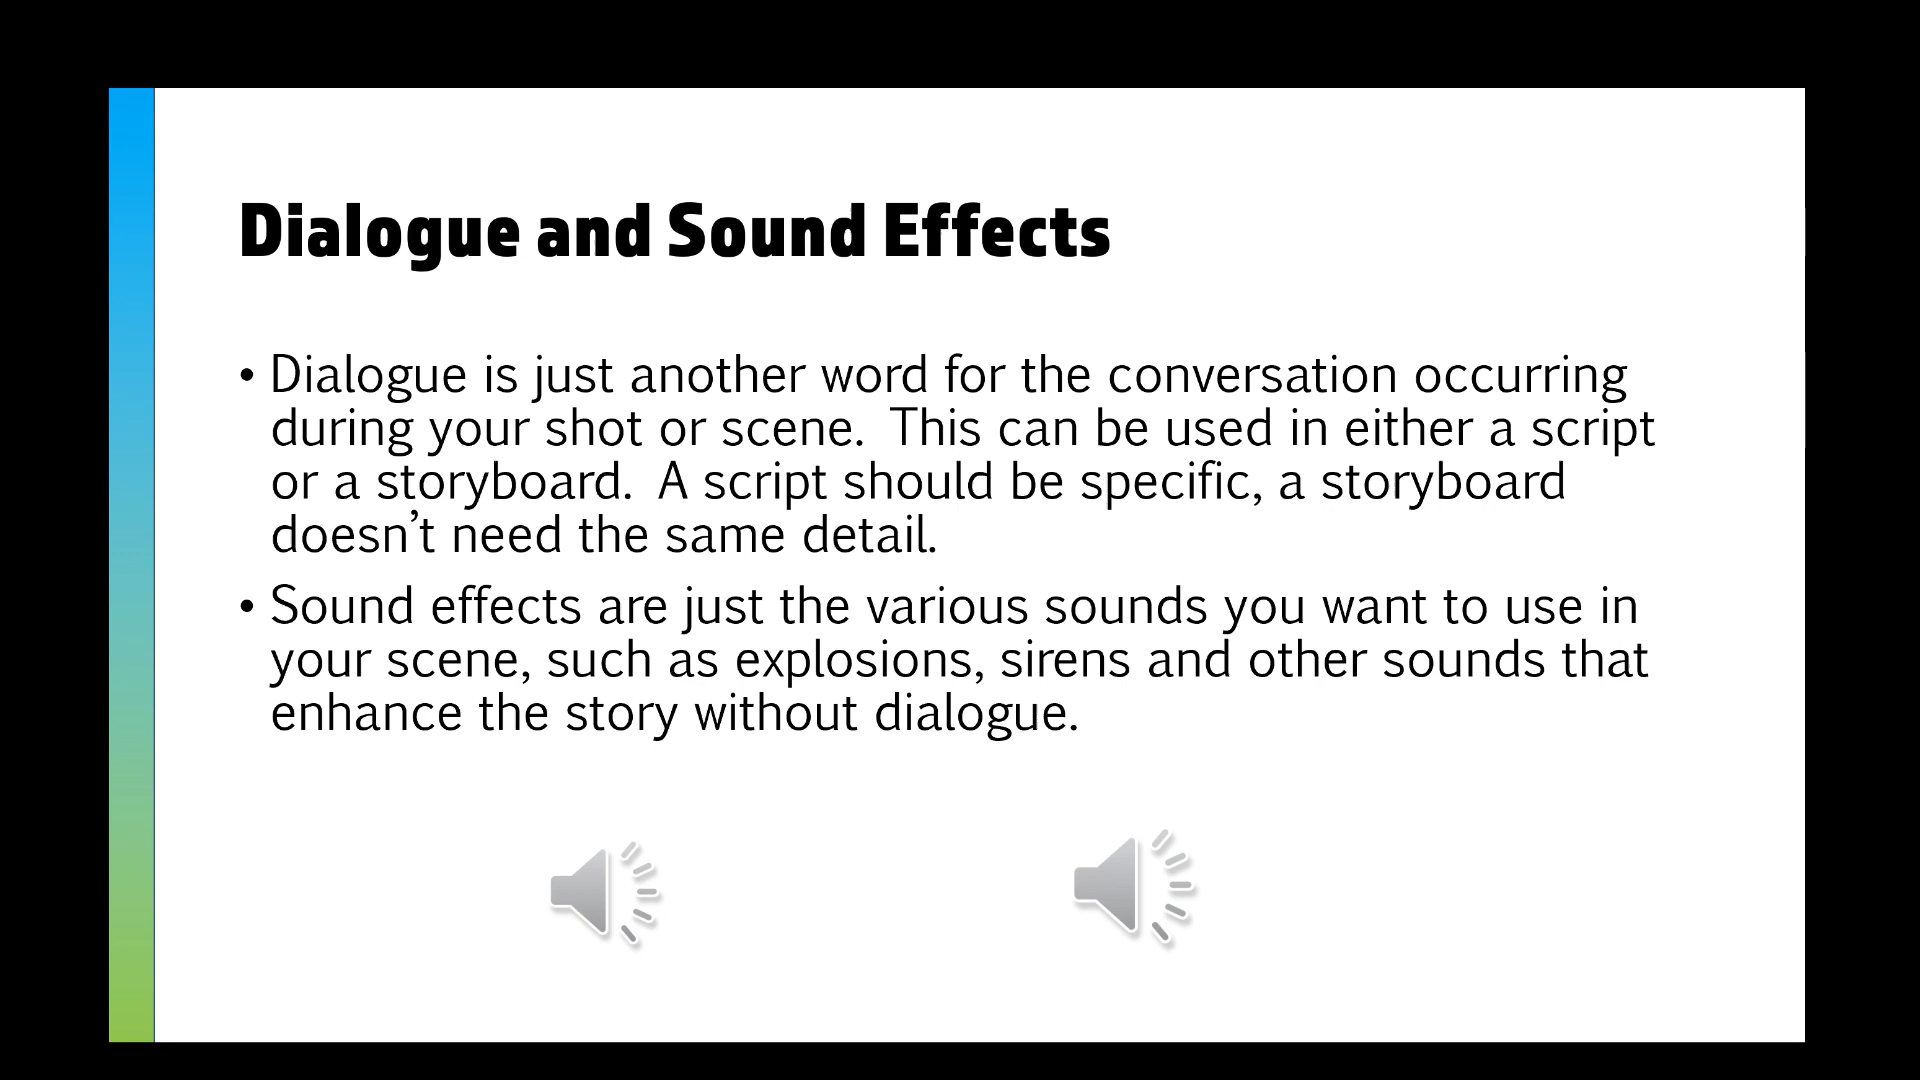 Dialogue and Sound Effects
• Dialogue is just another word for the conversation occurring
during your shot or scene.  This can be used in either a script
or a storyboard.  A script should be specific, a storyboard
doesn’t need the same detail.
• Sound effects are just the various sounds you want to use in
your scene, such as explosions, sirens and other sounds that
enhance the story without dialogue.